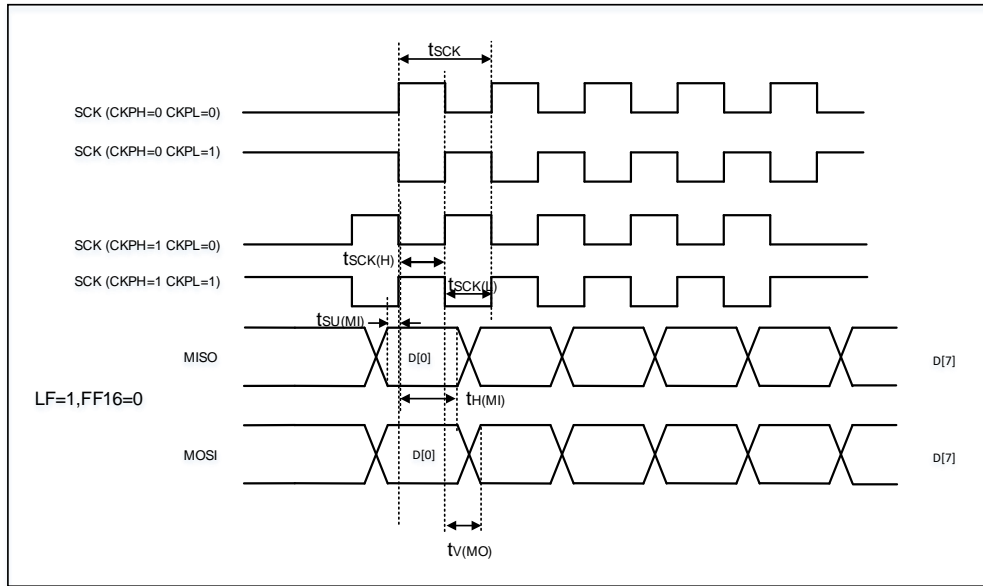 tSCK
SCK (CKPH=0 CKPL=0)
SCK (CKPH=0 CKPL=1)
SCK (CKPH=1 CKPL=0)
tSCK(H)
SCK (CKPH=1 CKPL=1)
tSCK(L)
tSU(MI)
MISO
D[0]
D[7]
LF=1,FF16=0
tH(MI)
MOSI
D[0]
D[7]
tV(MO)